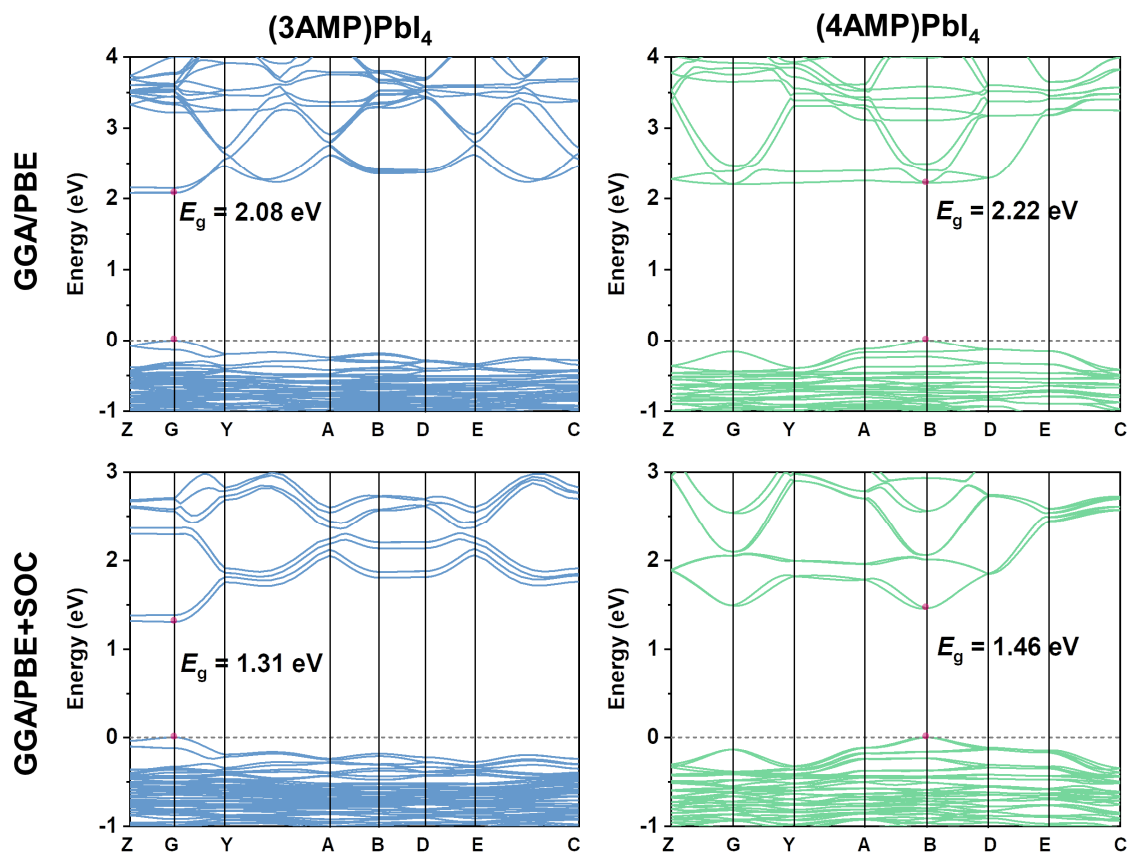 (3AMP)PbI4
(4AMP)PbI4
GGA/PBE
Energy (eV)
4
3
2
1
0
-1
Eg = 2.08 eV
Z G Y A B D E C
Energy (eV)
4
3
2
1
0
-1
Eg = 2.22 eV
Z G Y A B D E C
GGA/PBE+SOC
Energy (eV)
3
2
1
0
-1
Eg = 1.31 eV
Z G Y A B D E C
Energy (eV)
3
2
1
0
-1
Eg = 1.46 eV
Z G Y A B D E C